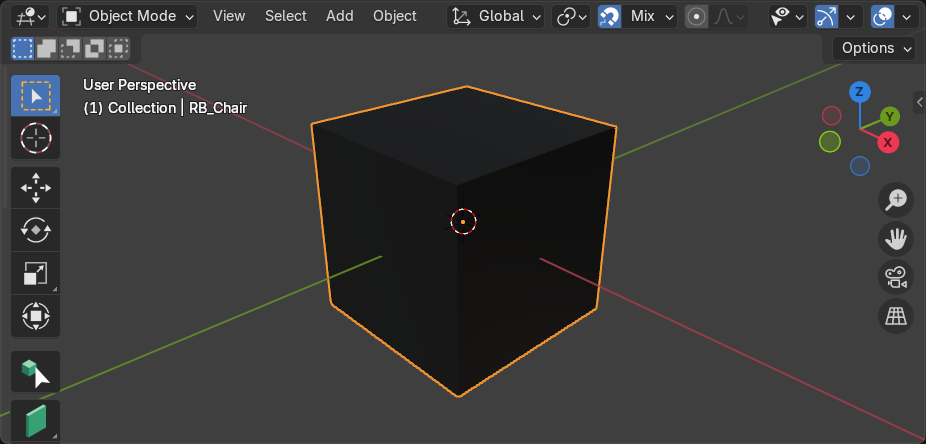 Object Mode View Select Add Object Global Mix
Options
User Perspective
(1) Collection | RB_Chair
Z
Y
X